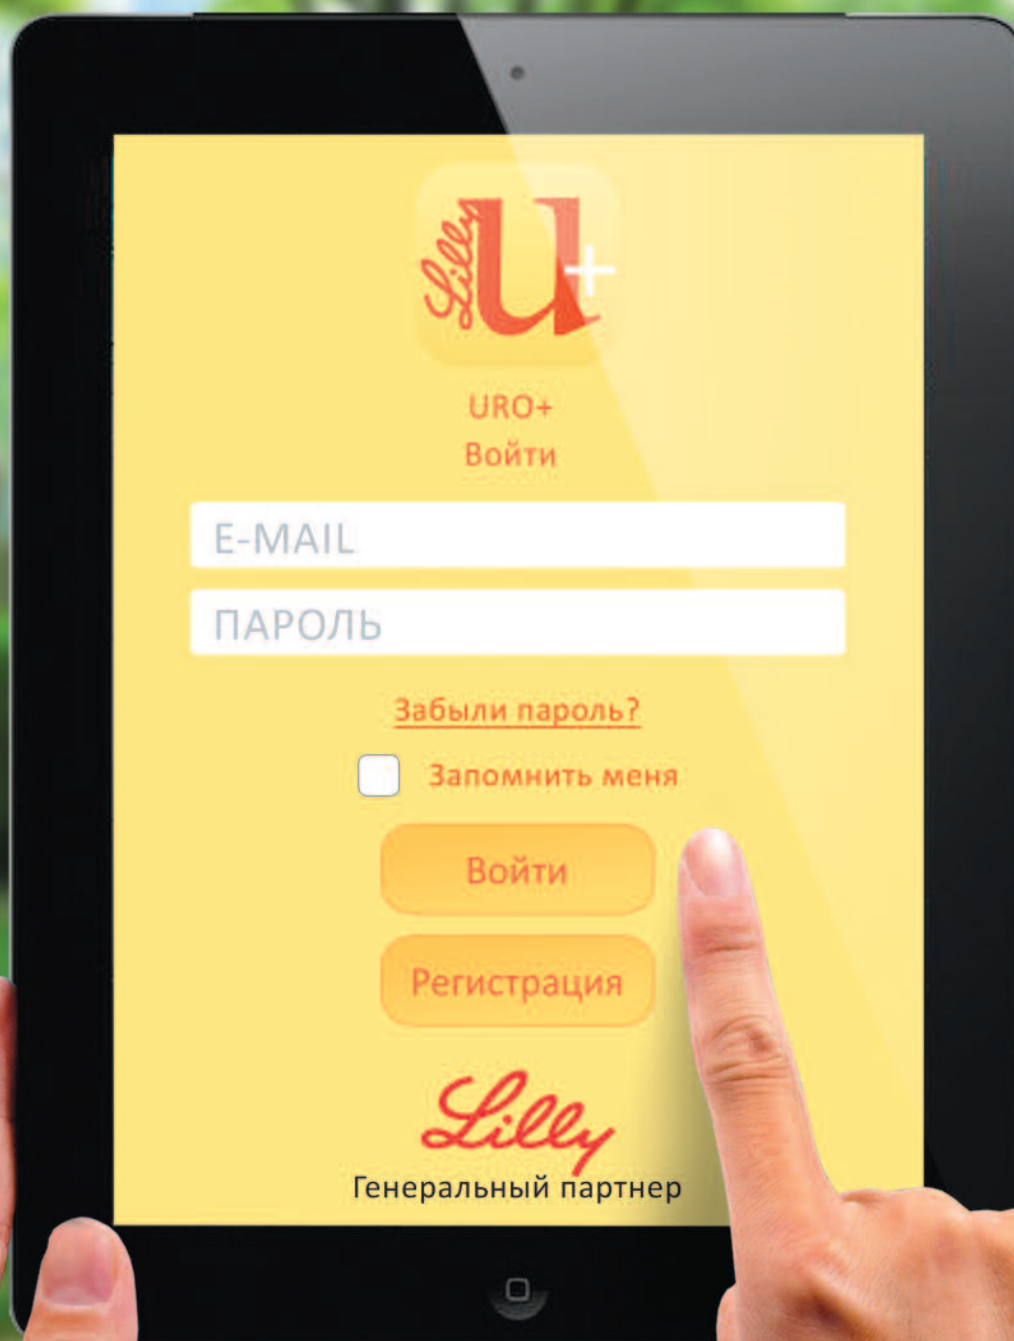 Lilly u+
URO+
Войти
E-MAIL
ПАРОЛЬ
Забыли пароль?
Запомнить меня
Войти
Регистрация
Lilly
Генеральный партнер